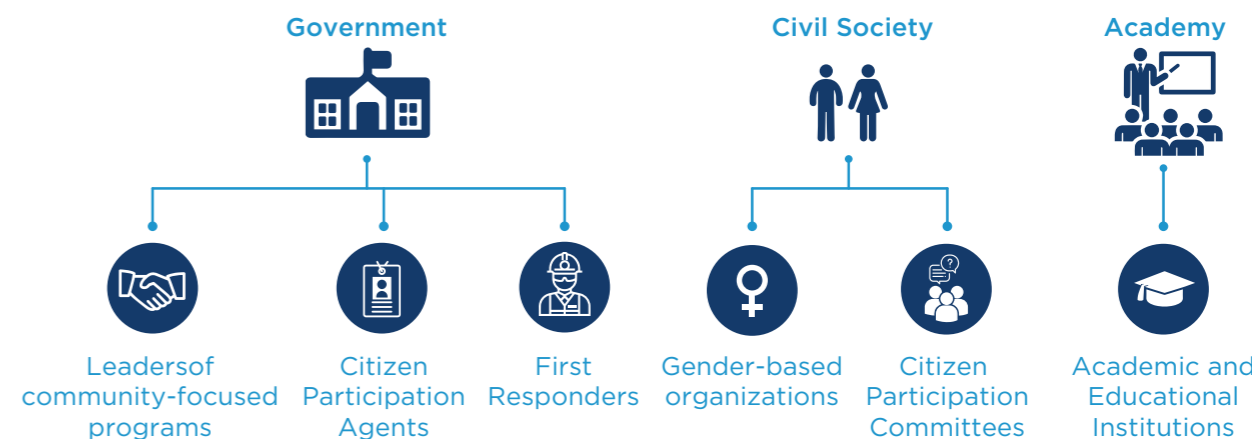 Government
Civil Society
Academy
?
Leadersof
community-focused
programs
Citizen
Participation
Agents
First
Responders
Gender-based
organizations
Citizen
Participation
Committees
Academic and
Educational
Institutions